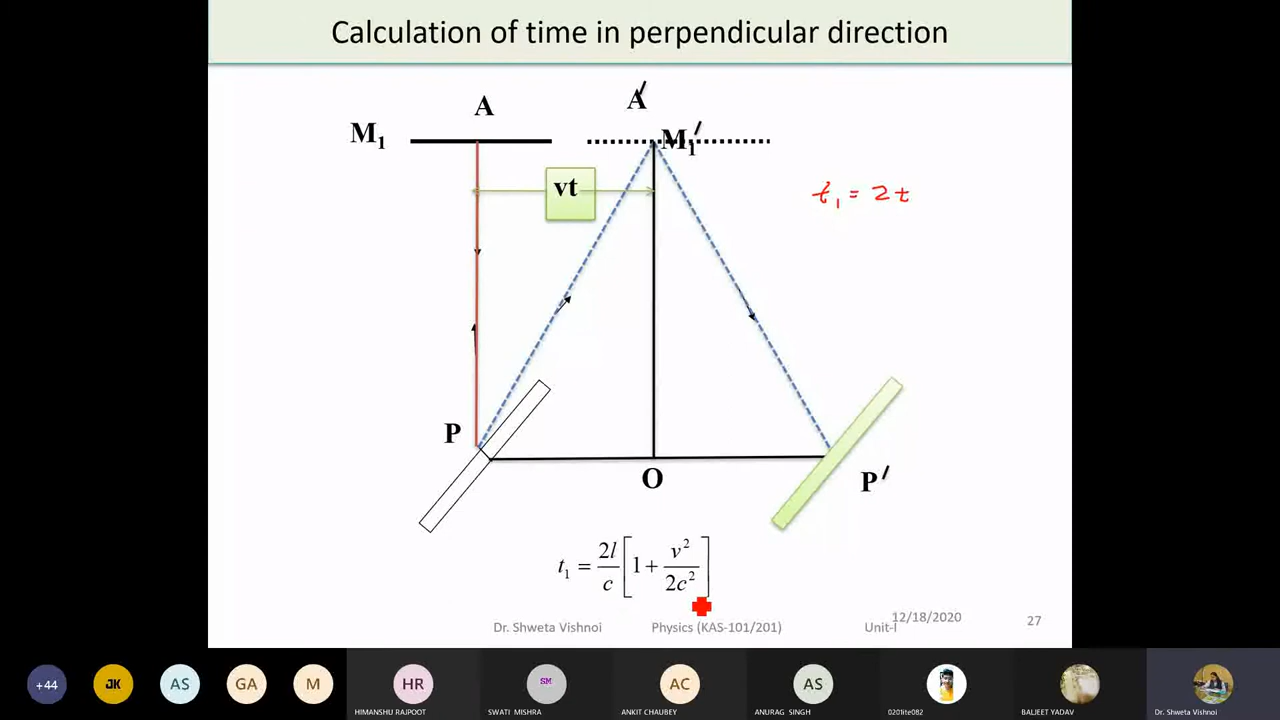 Calculation of time in perpendicular direction
A
A′
M₁
M₁′
vt
t₁ = 2t
P
O
P′
t₁ = 2l/c [1 + v²/2c²]
Dr. Shweta Vishnoi
Physics (KAS-101/201)
Unit-I
12/18/2020
27
+44
JK
AS
GA
M
HR
SM
AC
AS
HIMANSHU RAJPOOT
SWATI MISHRA
ANKIT CHAUBEY
ANURAG SINGH
0201ite082
BALJEET YADAV
Dr. Shweta Vishnoi